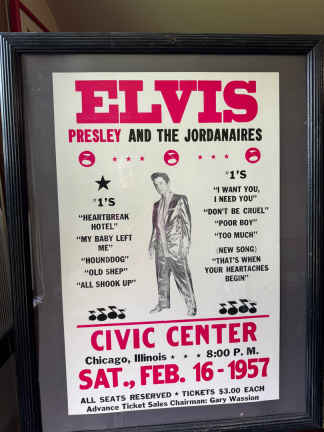 ELVIS
PRESLEY AND THE JORDANAIRES
#1'S
"HEARTBREAK
HOTEL"
"MY BABY LEFT
ME"
"HOUNDDOG"
"OLD SHEP"
"ALL SHOOK UP"
#1'S
"I WANT YOU,
I NEED YOU"
"DON'T BE CRUEL"
"POOR BOY"
"TOO MUCH"
(NEW SONG)
"THAT'S WHEN
YOUR HEARTACHES
BEGIN"
CIVIC CENTER
Chicago, Illinois ★ ★ ★ 8:00 P. M.
SAT., FEB. 16 - 1957
ALL SEATS RESERVED ★ TICKETS $3.00 EACH
Advance Ticket Sales Chairman: Gary Wassion